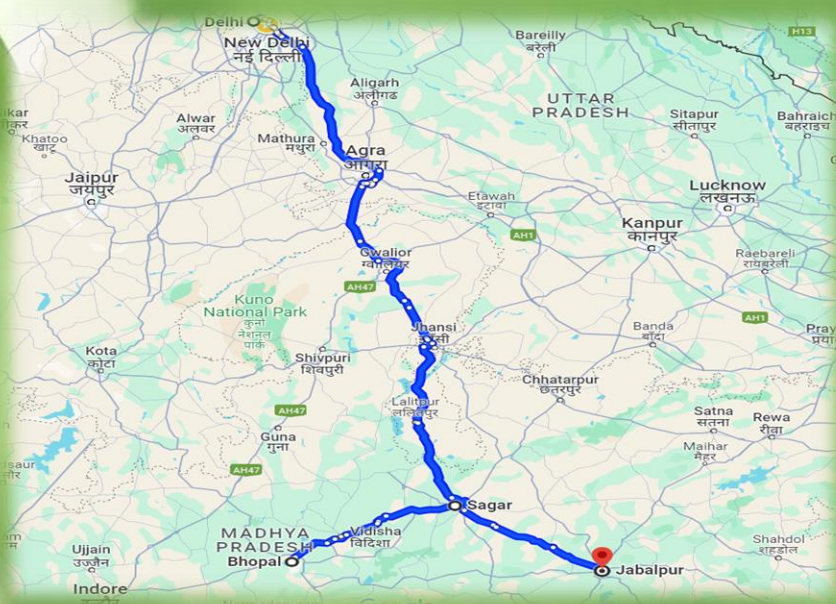 Delhi
H13
New Delhi
नई दिल्ली
Bareilly
बरेली
Aligarh
अलीगढ
UTTAR
PRADESH
Sitapur
सीतापुर
Bahraich
बहराइच
kar
Khatoo
खाटू
Alwar
अलवर
Mathura
मथुरा
Agra
आगरा
Jaipur
जयपुर
Etawah
इटावा
Lucknow
लखनऊ
Kanpur
कानपुर
AH1
Gwalior
ग्वालियर
Raebareli
रायबरेली
AH47
Kuno
National Park
कुनो
नेशनल
पार्क
Jhansi
AH1
Banda
बाँदा
Pray
Kota
कोटा
Shivpuri
शिवपुरी
Chhatarpur
छतरपुर
Lalitpur
ललितपुर
AH47
Guna
गुना
Satna
सतना
Rewa
रीवा
Maihar
मैहर
saur
AH47
Sagar
MADHYA
PRADESH
Vidisha
विदिशा
Bhopal
Shahdol
शहडोल
Ujjain
उज्जैन
Jabalpur
Indore